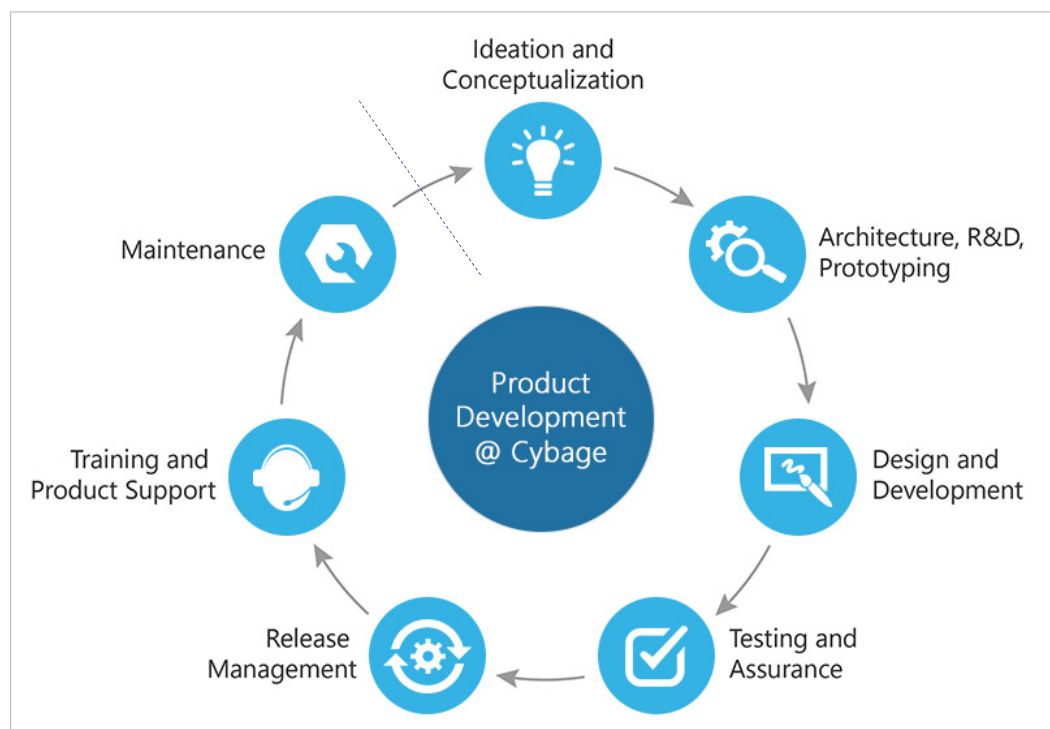 Ideation and
Conceptualization
Architecture, R&D,
Prototyping
Design and
Development
Testing and
Assurance
Release
Management
Training and
Product Support
Maintenance
Product
Development
@ Cybage